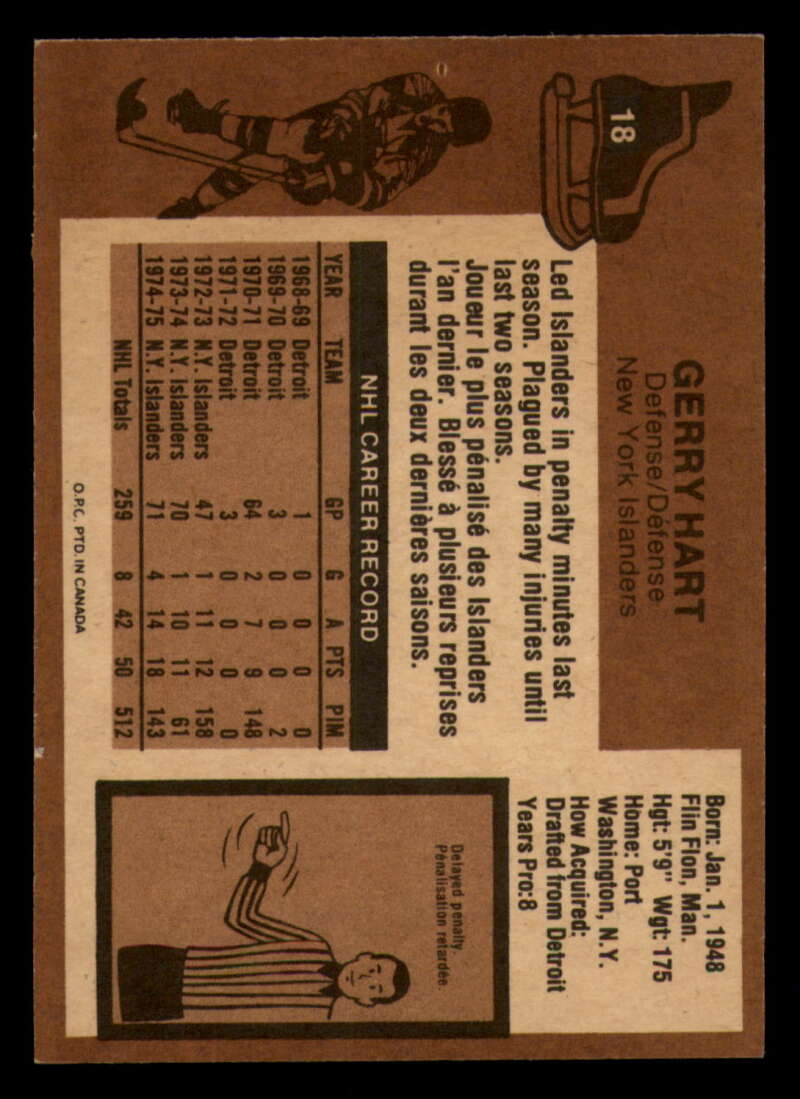 18
GERRY HART
Defense/Défense
New York Islanders
Born: Jan. 1, 1948
Flin Flon, Man.
Hgt: 5'9" Wgt: 175
Home: Port
Washington, N.Y.
How Acquired:
Drafted from Detroit
Years Pro: 8
Led Islanders in penalty minutes last
season. Plagued by many injuries until
last two seasons.
Joueur le plus pénalisé des Islanders
l'an dernier. Blessé à plusieurs reprises
durant les deux dernières saisons.
NHL CAREER RECORD
YEAR TEAM GP G A PTS PIM
1968-69 Detroit 1 0 0 0 0
1969-70 Detroit 3 0 0 0 2
1970-71 Detroit 64 2 7 9 148
1971-72 Detroit 3 0 0 0 0
1972-73 N.Y. Islanders 47 1 11 12 158
1973-74 N.Y. Islanders 70 1 10 11 61
1974-75 N.Y. Islanders 71 4 14 18 143
NHL Totals 259 8 42 50 512
O.P.C. PTD. IN CANADA
Delayed penalty.
Pénalisation retardée